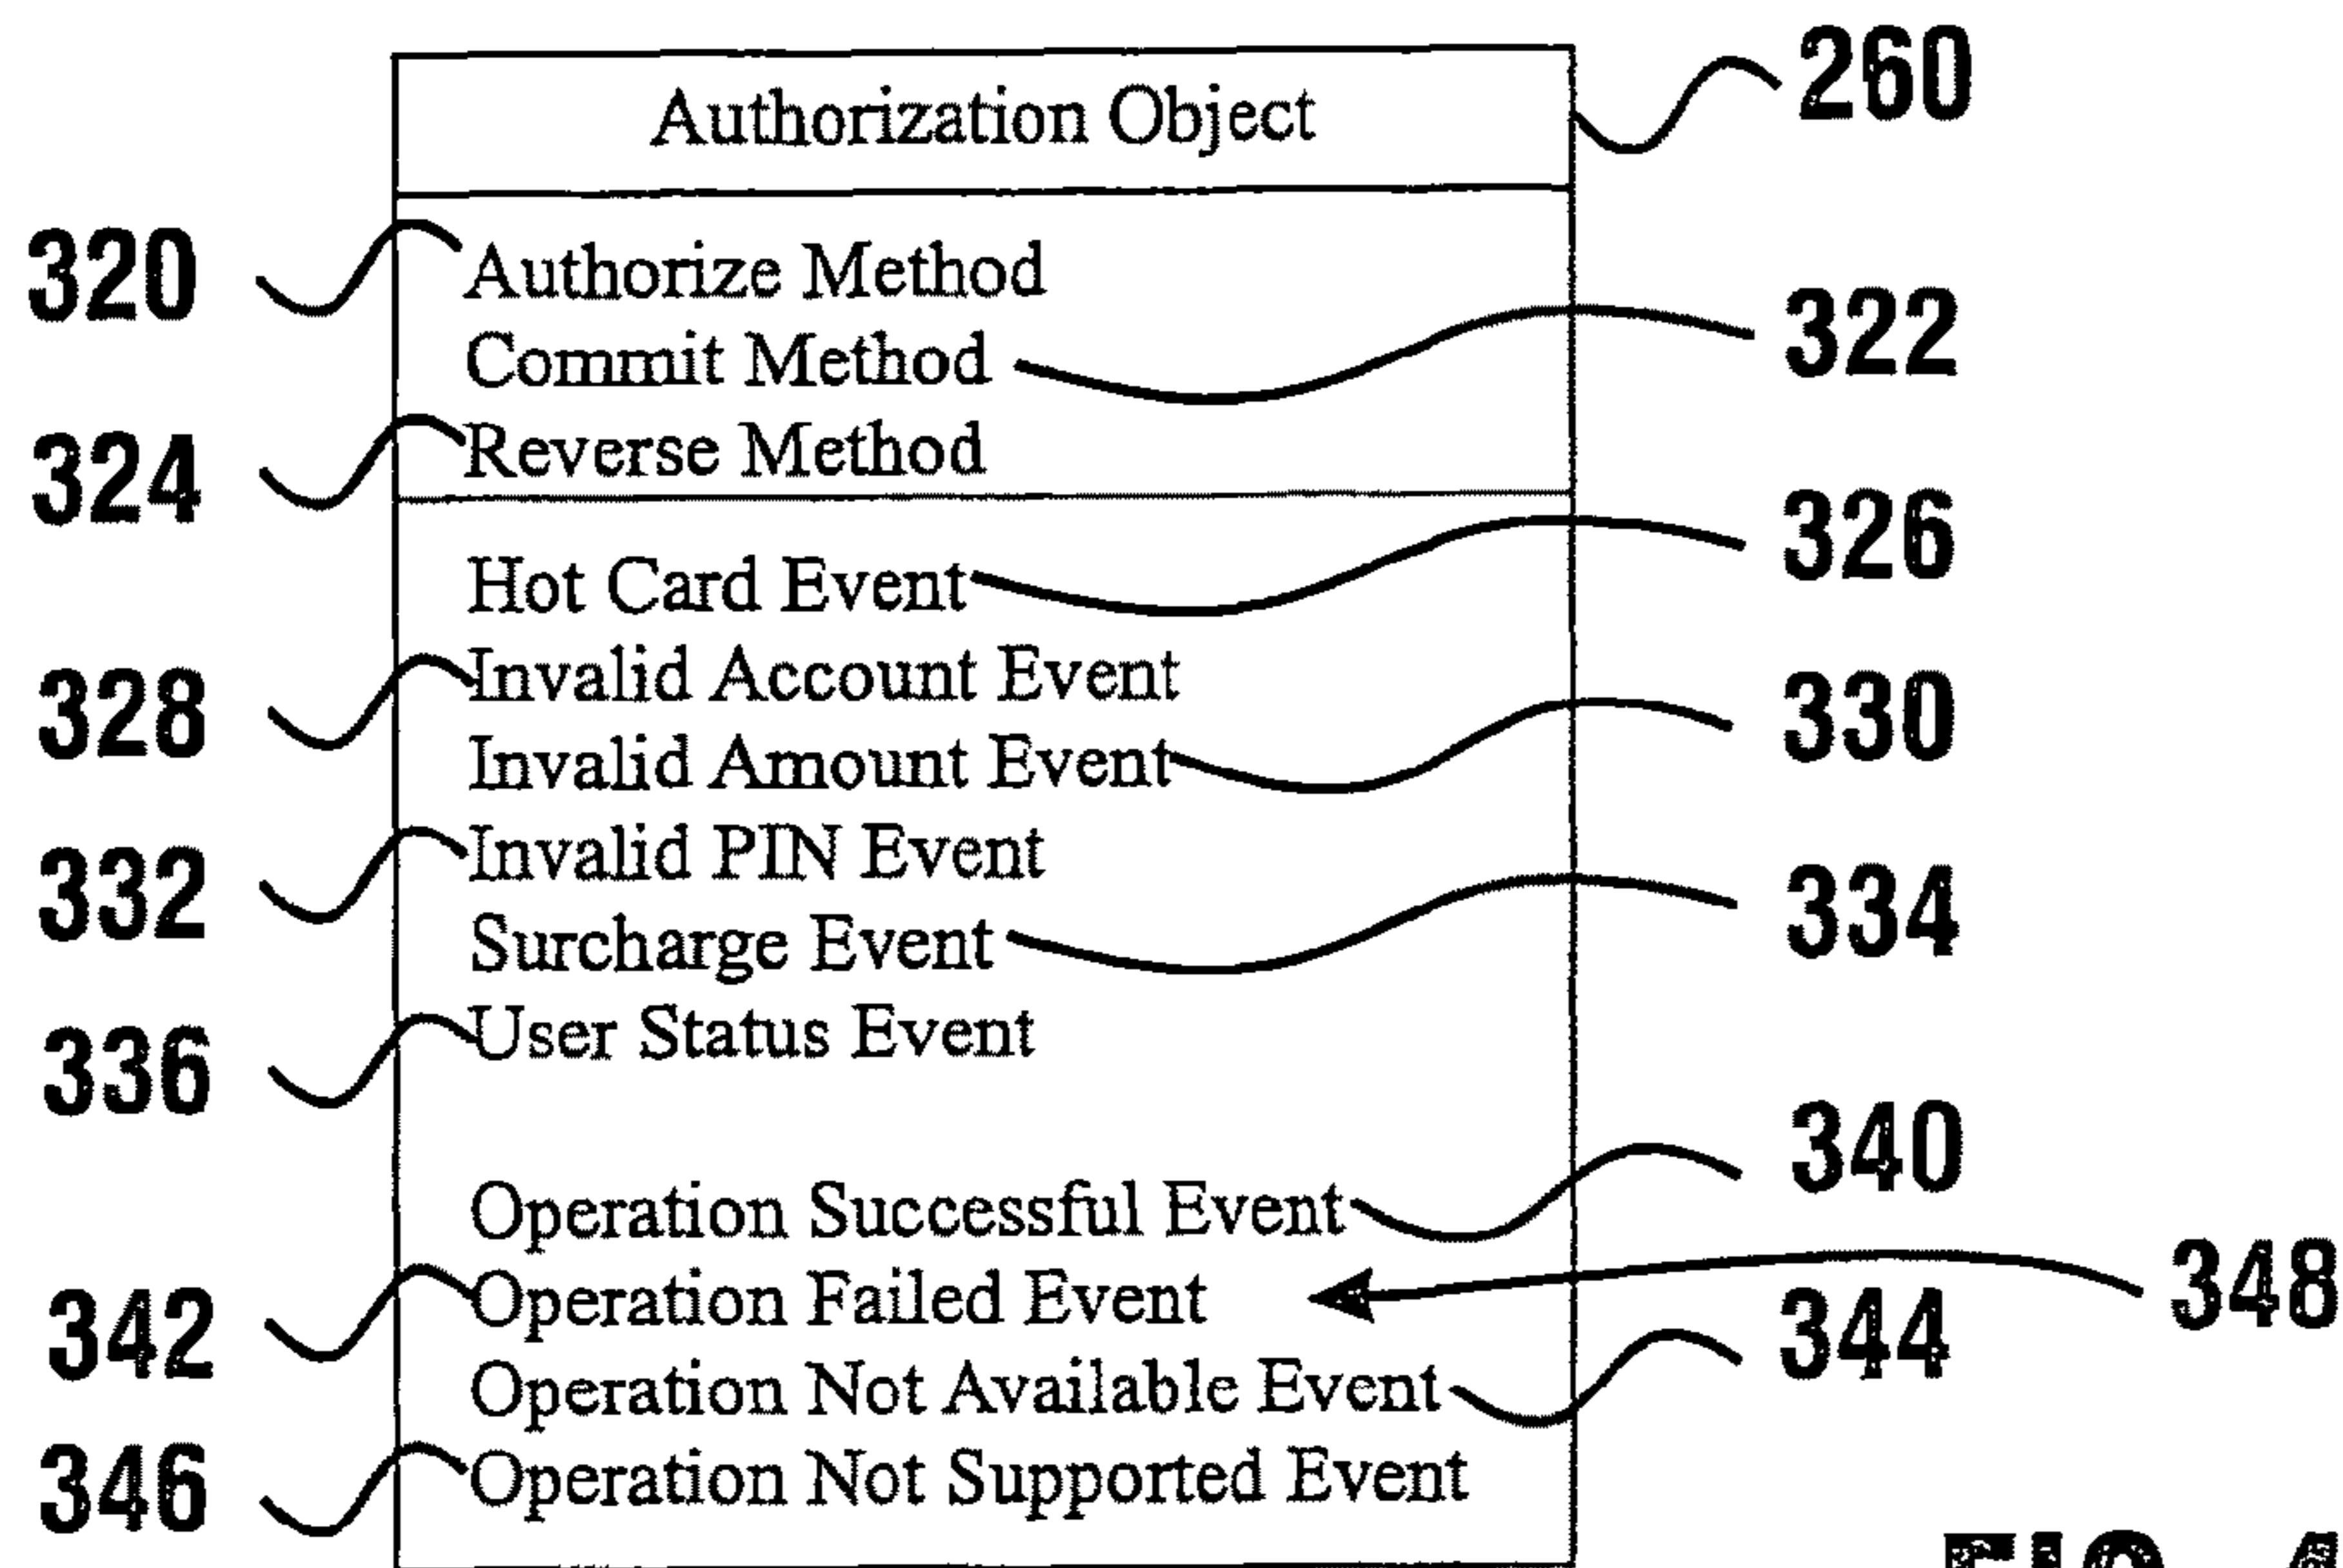 Authorization Object 260
320 Authorize Method
Commit Method 322
324 Reverse Method
Hot Card Event 326
328 Invalid Account Event
Invalid Amount Event 330
332 Invalid PIN Event
Surcharge Event 334
336 User Status Event
Operation Successful Event 340
342 Operation Failed Event 348
Operation Not Available Event 344
346 Operation Not Supported Event